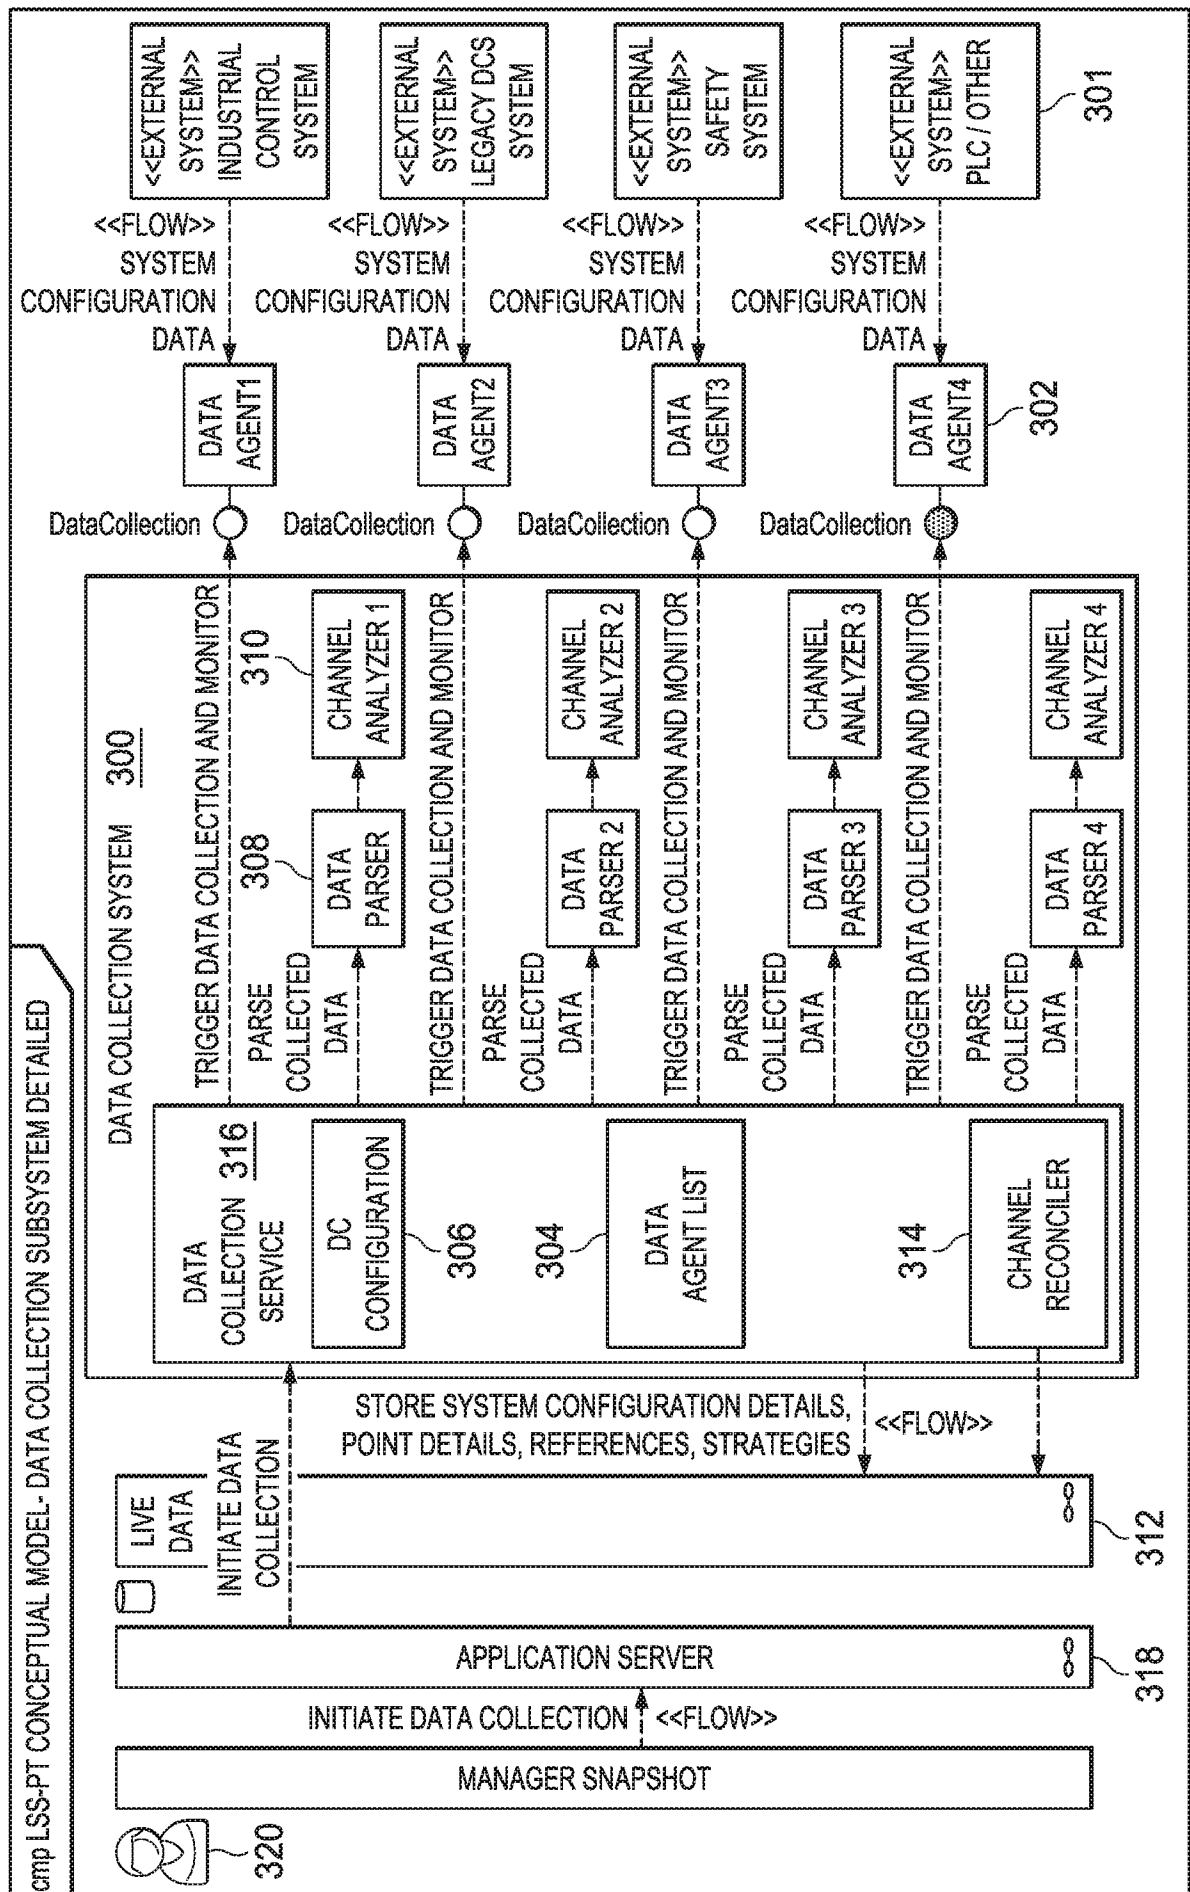 cmp LSS-PT CONCEPTUAL MODEL- DATA COLLECTION SUBSYSTEM DETAILED
320
MANAGER SNAPSHOT
INITIATE DATA COLLECTION
<<FLOW>>
APPLICATION SERVER
318
LIVE
DATA
INITIATE DATA
COLLECTION
312
STORE SYSTEM CONFIGURATION DETAILS,
POINT DETAILS, REFERENCES, STRATEGIES
<<FLOW>>
DATA COLLECTION SYSTEM
300
DATA
COLLECTION
SERVICE
316
DC
CONFIGURATION
306
304
DATA
AGENT LIST
314
CHANNEL
RECONCILER
TRIGGER DATA COLLECTION AND MONITOR
PARSE
COLLECTED
DATA
308
DATA
PARSER
310
CHANNEL
ANALYZER 1
TRIGGER DATA COLLECTION AND MONITOR
PARSE
COLLECTED
DATA
DATA
PARSER 2
CHANNEL
ANALYZER 2
TRIGGER DATA COLLECTION AND MONITOR
PARSE
COLLECTED
DATA
DATA
PARSER 3
CHANNEL
ANALYZER 3
TRIGGER DATA COLLECTION AND MONITOR
PARSE
COLLECTED
DATA
DATA
PARSER 4
CHANNEL
ANALYZER 4
DataCollection
DATA
AGENT1
<<FLOW>>
SYSTEM
CONFIGURATION
DATA
<<EXTERNAL
SYSTEM>>
INDUSTRIAL
CONTROL
SYSTEM
DataCollection
DATA
AGENT2
<<FLOW>>
SYSTEM
CONFIGURATION
DATA
<<EXTERNAL
SYSTEM>>
LEGACY DCS
SYSTEM
DataCollection
DATA
AGENT3
<<FLOW>>
SYSTEM
CONFIGURATION
DATA
<<EXTERNAL
SYSTEM>>
SAFETY
SYSTEM
DataCollection
DATA
AGENT4
302
<<FLOW>>
SYSTEM
CONFIGURATION
DATA
<<EXTERNAL
SYSTEM>>
PLC / OTHER
301